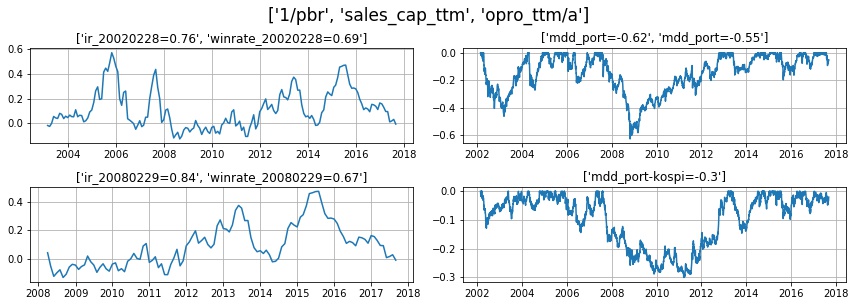 ['1/pbr', 'sales_cap_ttm', 'opro_ttm/a']
['ir_20020228=0.76', 'winrate_20020228=0.69']
0.6
0.4
0.2
0.0
2004 2006 2008 2010 2012 2014 2016 2018
['mdd_port=-0.62', 'mdd_port=-0.55']
0.0
−0.2
−0.4
−0.6
2002 2004 2006 2008 2010 2012 2014 2016 2018
['ir_20080229=0.84', 'winrate_20080229=0.67']
0.4
0.2
0.0
2008 2009 2010 2011 2012 2013 2014 2015 2016 2017 2018
['mdd_port-kospi=-0.3']
0.0
−0.1
−0.2
−0.3
2002 2004 2006 2008 2010 2012 2014 2016 2018